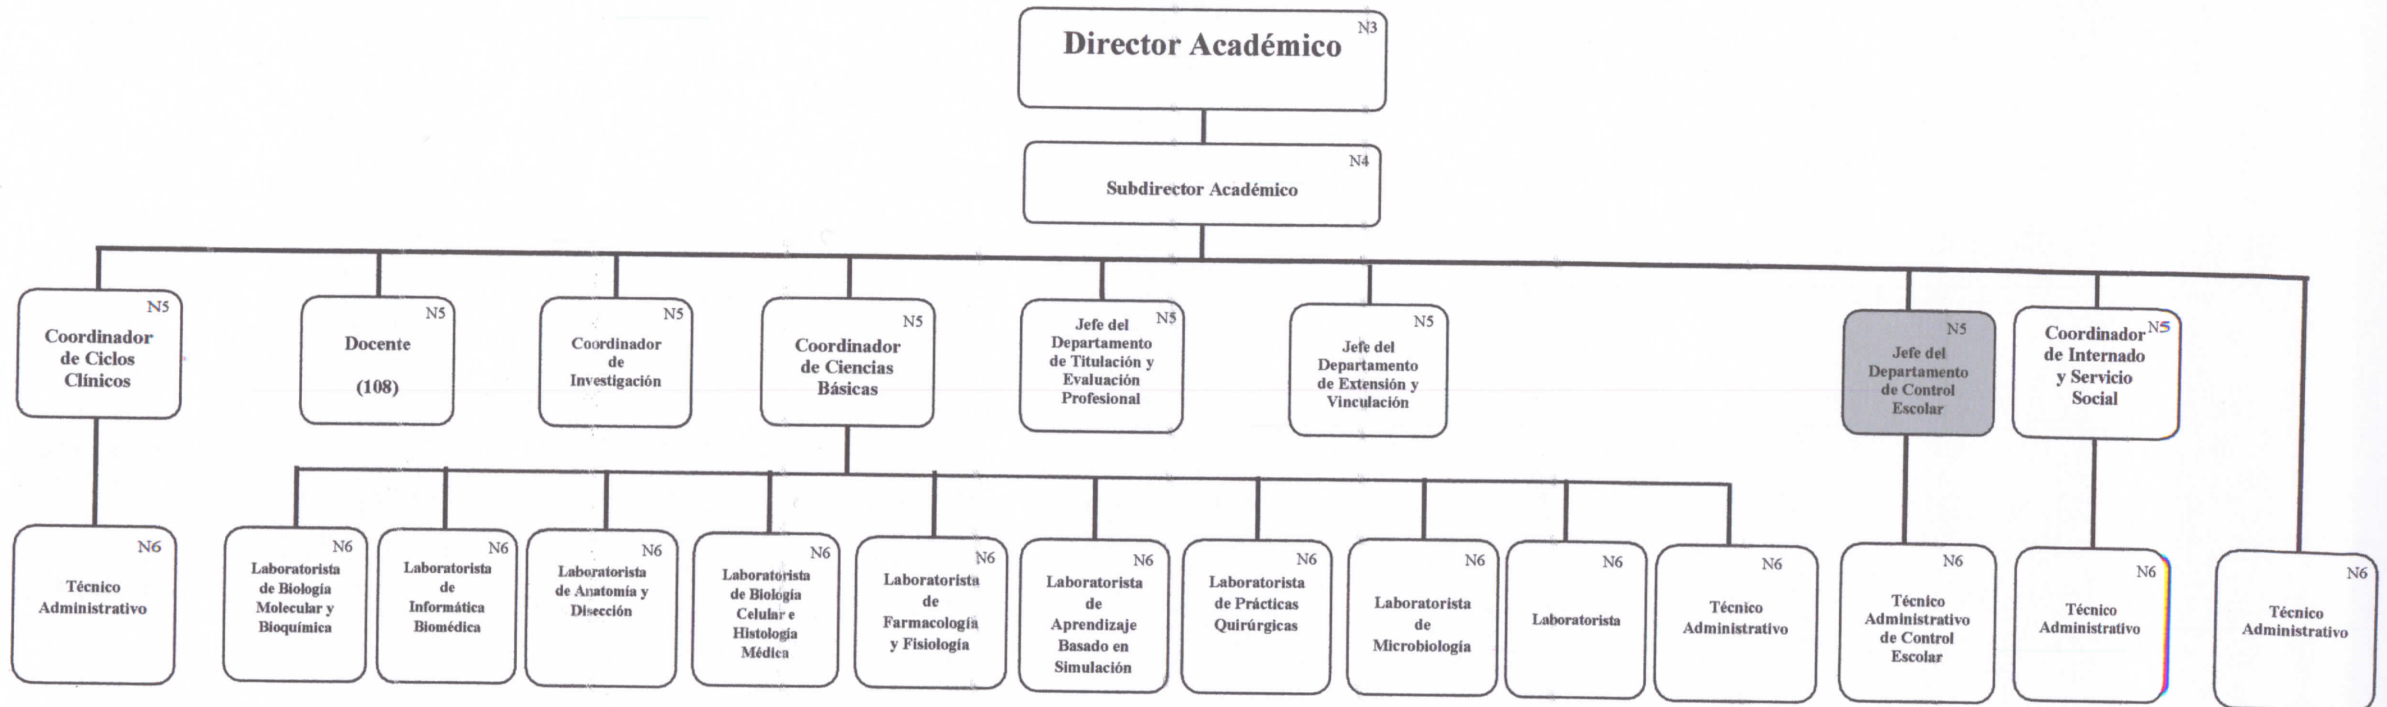 N3
Director Académico
N4
Subdirector Académico
N5
Coordinador
de Ciclos
Clínicos
N5
Docente
(108)
N5
Coordinador
de
Investigación
N5
Coordinador
de Ciencias
Básicas
N5
Jefe del
Departamento
de Titulación y
Evaluación
Profesional
N5
Jefe del
Departamento
de Extensión y
Vinculación
N5
Jefe del
Departamento
de Control
Escolar
N5
Coordinador
de Internado
y Servicio
Social
N6
Técnico
Administrativo
N6
Laboratorista
de Biología
Molecular y
Bioquímica
N6
Laboratorista
de
Informática
Biomédica
N6
Laboratorista
de Anatomía y
Disección
N6
Laboratorista
de Biología
Celular e
Histología
Médica
N6
Laboratorista
de
Farmacología
y Fisiología
N6
Laboratorista
de
Aprendizaje
Basado en
Simulación
N6
Laboratorista
de Prácticas
Quirúrgicas
N6
Laboratorista
de
Microbiología
N6
Laboratorista
N6
Técnico
Administrativo
N6
Técnico
Administrativo
de Control
Escolar
N6
Técnico
Administrativo
N6
Técnico
Administrativo